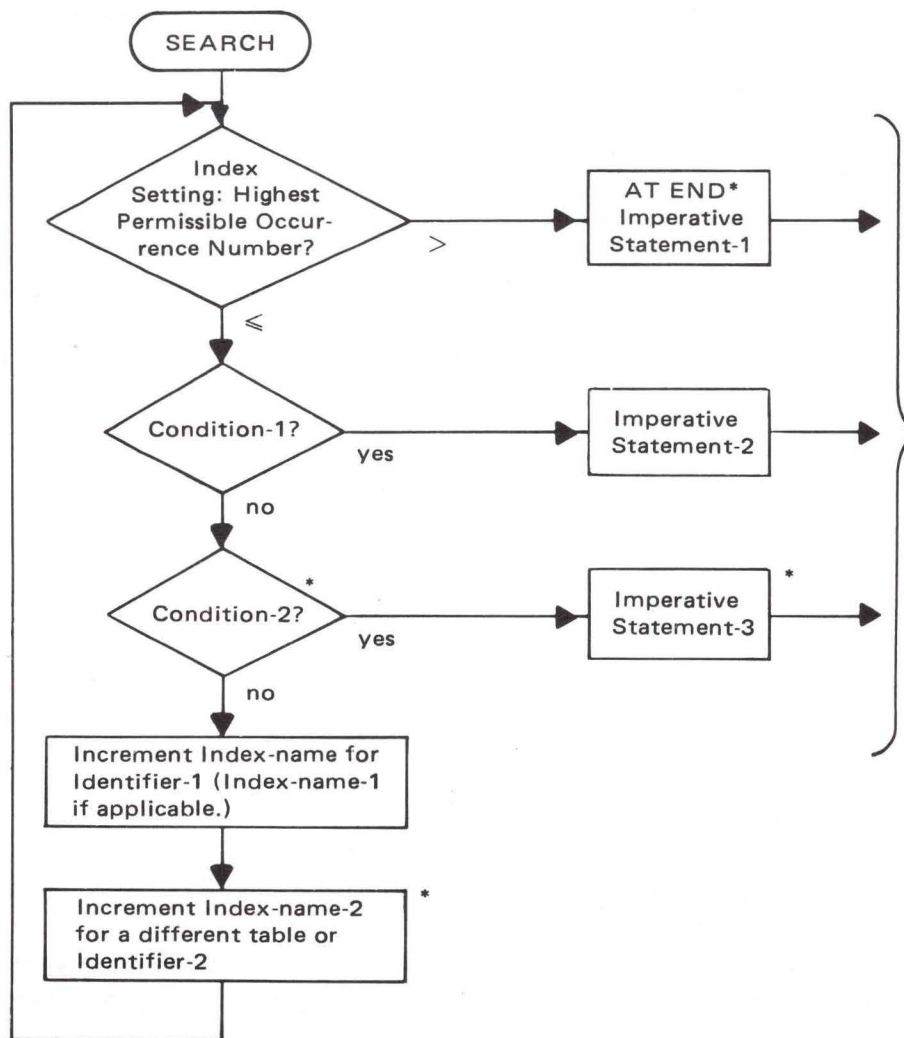 SEARCH
Index
Setting: Highest
Permissible Occur-
rence Number?
>
AT END*
Imperative
Statement-1
≤
Condition-1?
yes
Imperative
Statement-2
no
*
Condition-2?
yes
*
Imperative
Statement-3
no
Increment Index-name for
Identifier-1 (Index-name-1
if applicable.)
*
Increment Index-name-2
for a different table or
Identifier-2